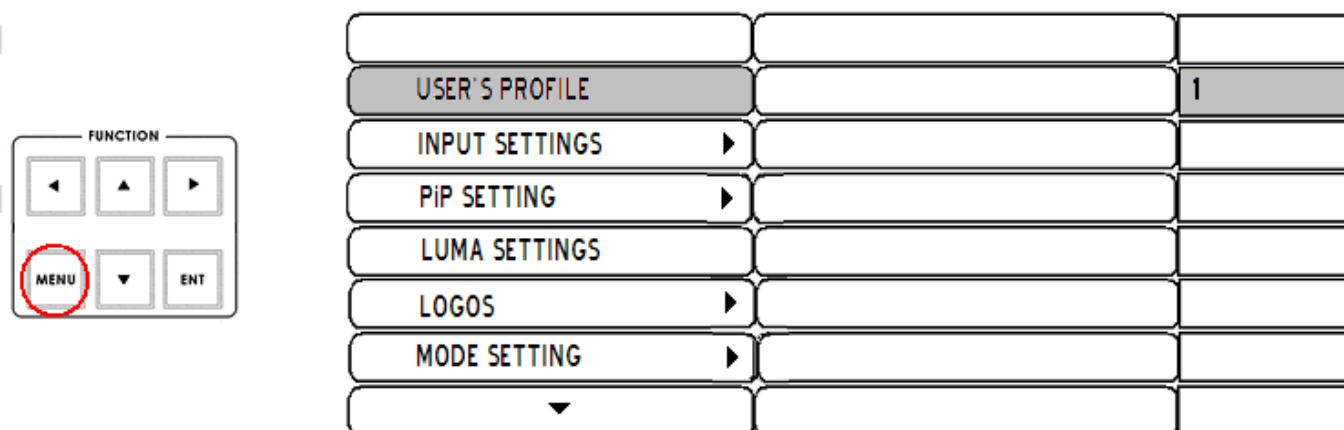 FUNCTION
MENU
ENT
USER'S PROFILE
1
INPUT SETTINGS
PiP SETTING
LUMA SETTINGS
LOGOS
MODE SETTING